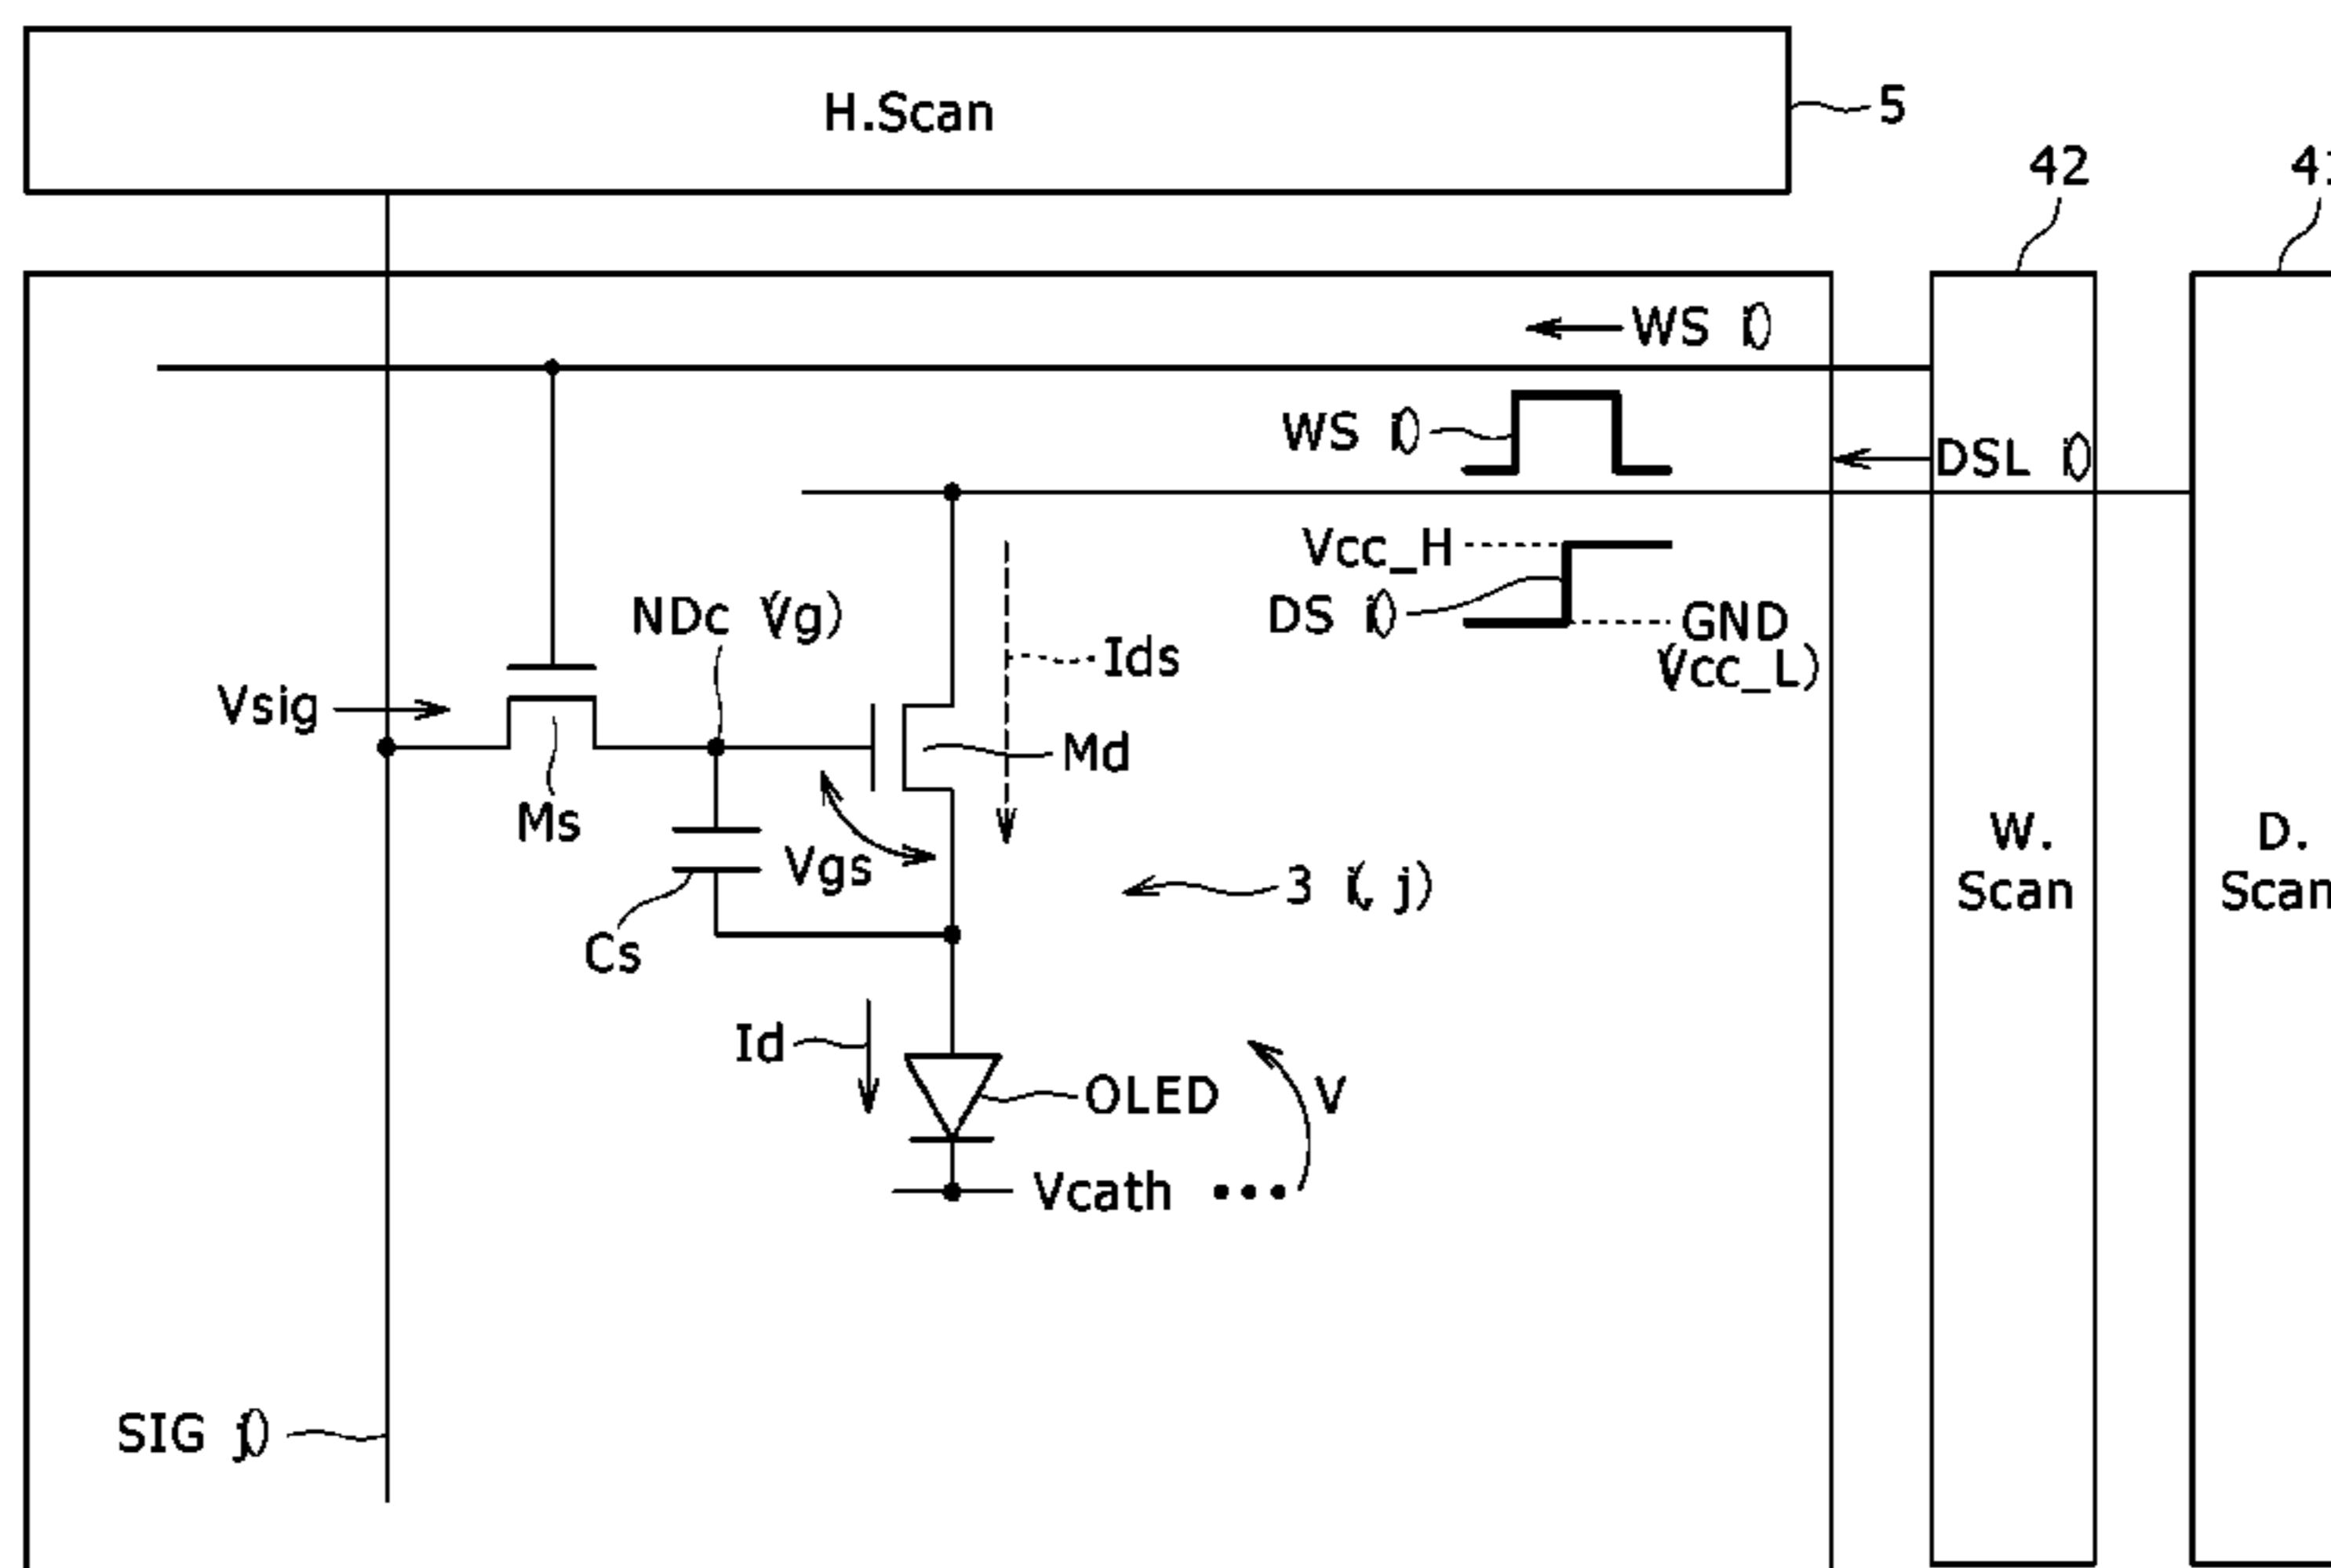 H.Scan
5
42
41
WS i()
WS i()
DSL i()
Vcc_H
DS i()
GND
(Vcc_L)
NDc (Vg)
Ids
Vsig
Md
Ms
W.
Scan
D.
Scan
Vgs
3 i(, j)
Cs
Id
OLED
V
Vcath •••
SIG j()